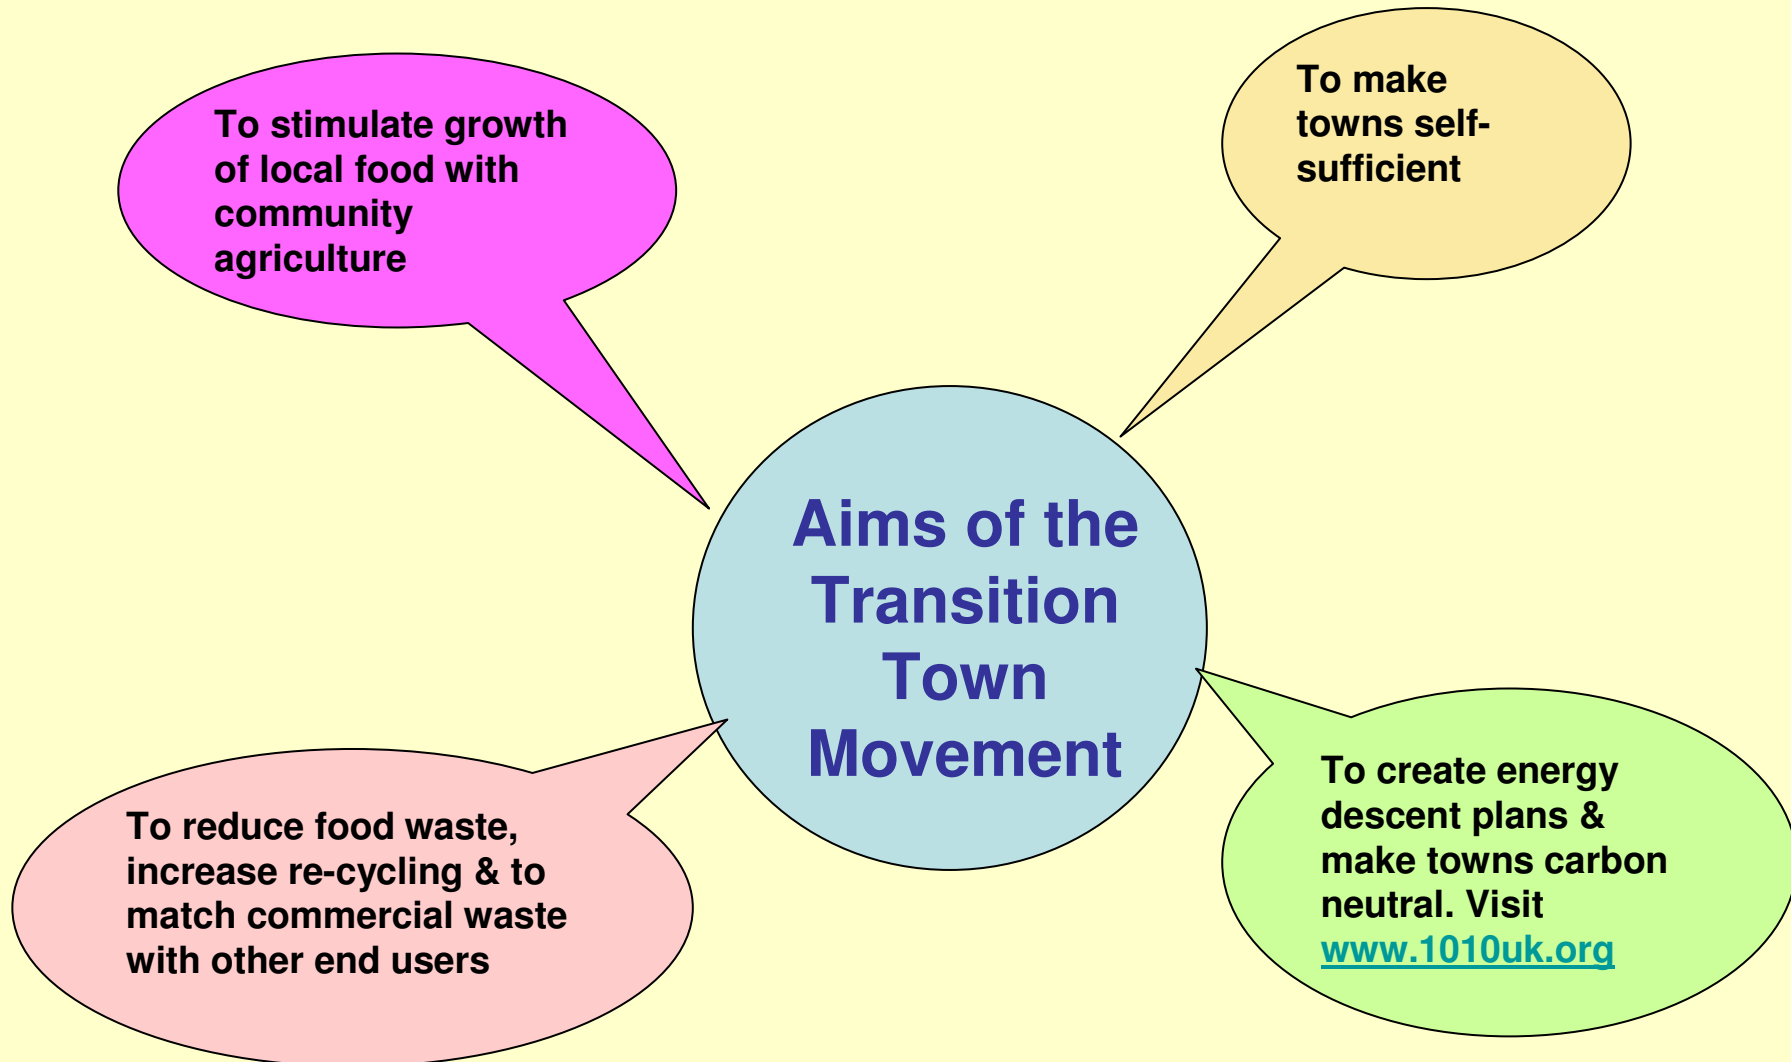 To stimulate growth
of local food with
community
agriculture
To make
towns self-
sufficient
Aims of the
Transition
Town
Movement
To reduce food waste,
increase re-cycling & to
match commercial waste
with other end users
To create energy
descent plans &
make towns carbon
neutral. Visit
www.1010uk.org